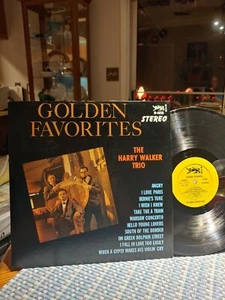 STEREO
GOLDEN
FAVORITES
THE
HARRY WALKER
TRIO
ANGRY
I LOVE PARIS
BERNIE'S TUNE
I WISH I KNEW
TAKE THE A TRAIN
WARSAW CONCERTO
HELLO YOUNG LOVERS
SOUTH OF THE BORDER
ON GREEN DOLPHIN STREET
I FALL IN LOVE TOO EASILY
WHEN A GYPSY MAKES HIS VIOLIN CRY